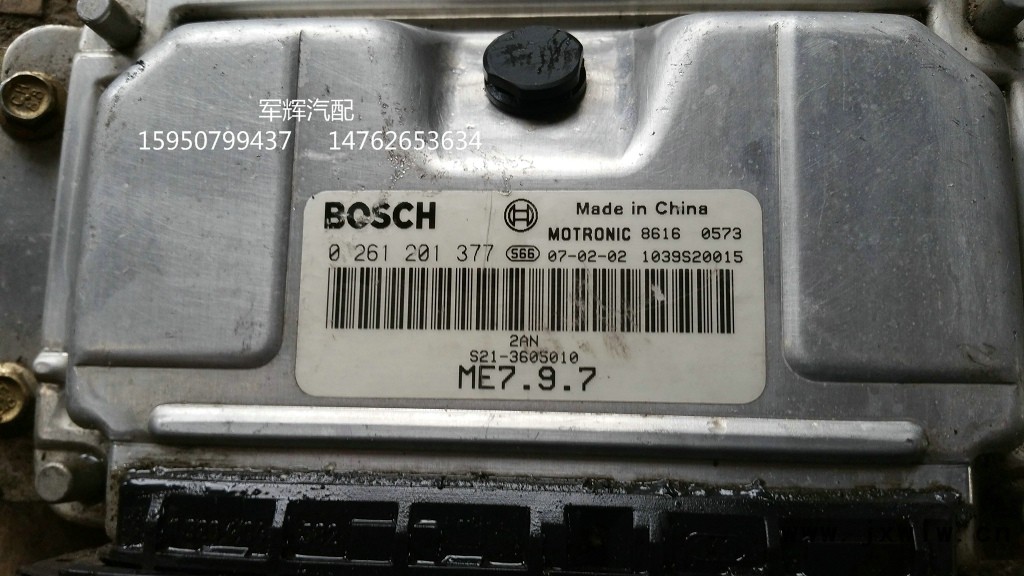 军辉汽配
15950799437 14762653634
BOSCH Made in China
MOTRONIC 8616 0573
0 261 201 377 S66 07-02-02 1039S20015
2AN
S21-3605010
ME7.9.7